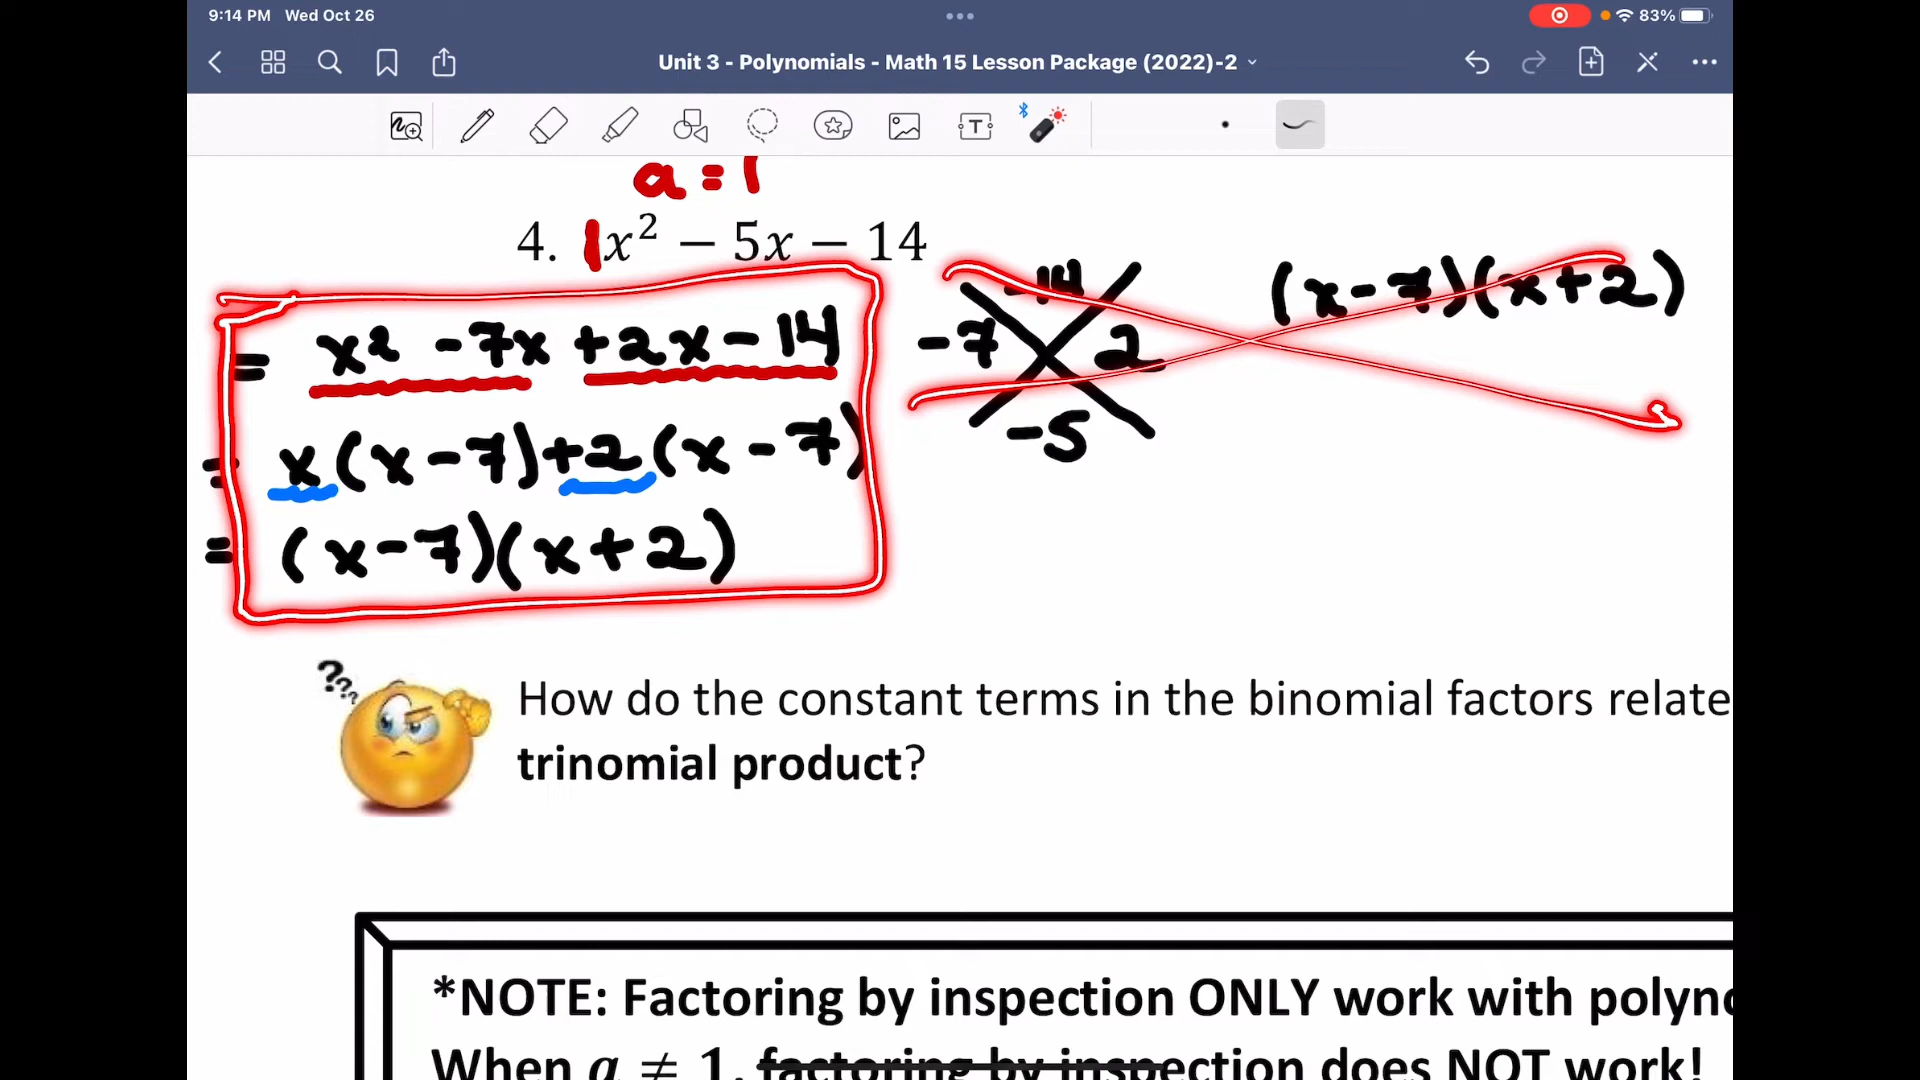 9:14 PM Wed Oct 26
83%
Unit 3 - Polynomials - Math 15 Lesson Package (2022)-2
T
a = 1
4. 1x² − 5x − 14
-14
(x-7)(x+2)
= x² -7x +2x -14
-7 2
= x(x-7)+2(x-7)
-5
= (x-7)(x+2)
???
How do the constant terms in the binomial factors relate
trinomial product?
*NOTE: Factoring by inspection ONLY work with polyno
When a ≠ 1, factoring by inspection does NOT work!